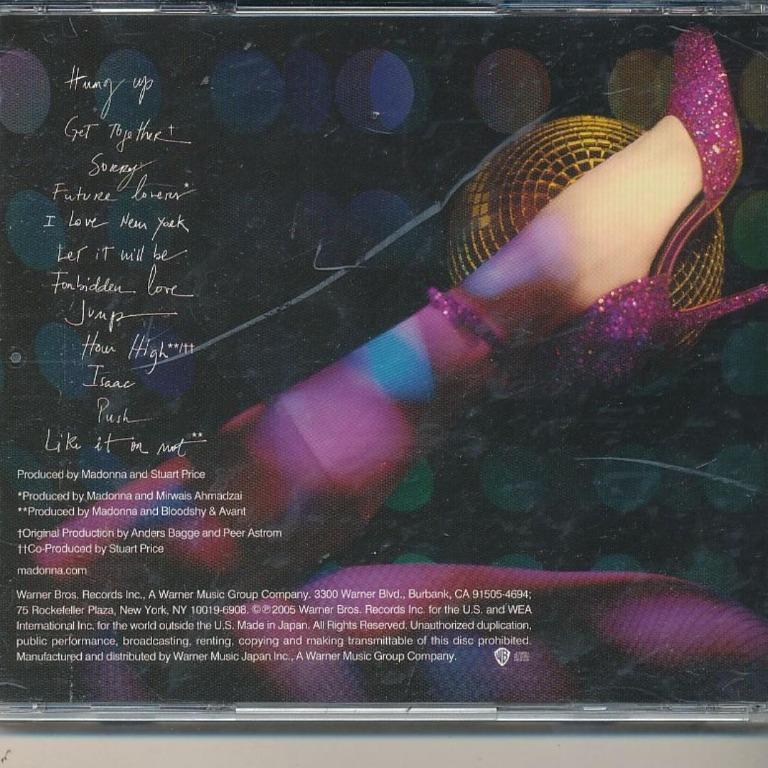 Hung up
Get Together†
Sorry
Future lovers*
I Love New York
Let it will be
Forbidden love
Jump
How High**/††
Isaac
Push
Like it or not**
Produced by Madonna and Stuart Price
*Produced by Madonna and Mirwais Ahmadzai
**Produced by Madonna and Bloodshy & Avant
†Original Production by Anders Bagge and Peer Astrom
††Co-Produced by Stuart Price
madonna.com
Warner Bros. Records Inc., A Warner Music Group Company. 3300 Warner Blvd., Burbank, CA 91505-4694;
75 Rockefeller Plaza, New York, NY 10019-6908. ©℗2005 Warner Bros. Records Inc. for the U.S. and WEA
International Inc. for the world outside the U.S. Made in Japan. All Rights Reserved. Unauthorized duplication,
public performance, broadcasting, renting, copying and making transmittable of this disc prohibited.
Manufactured and distributed by Warner Music Japan Inc., A Warner Music Group Company.
WB